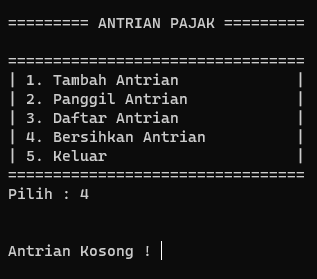 ========= ANTRIAN PAJAK =========
=================================
| 1. Tambah Antrian             |
| 2. Panggil Antrian            |
| 3. Daftar Antrian             |
| 4. Bersihkan Antrian          |
| 5. Keluar                     |
=================================
Pilih : 4
Antrian Kosong !